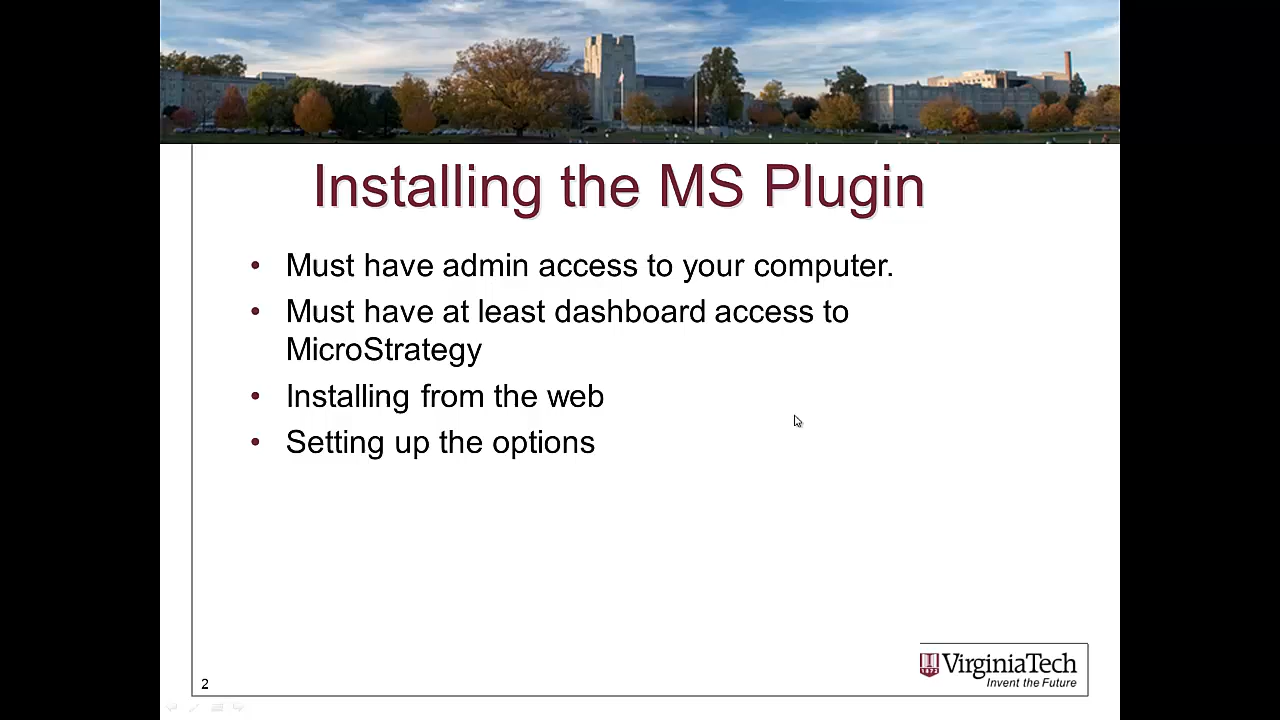 Installing the MS Plugin
• Must have admin access to your computer.
• Must have at least dashboard access to
MicroStrategy
• Installing from the web
• Setting up the options
VirginiaTech
1872
Invent the Future
2